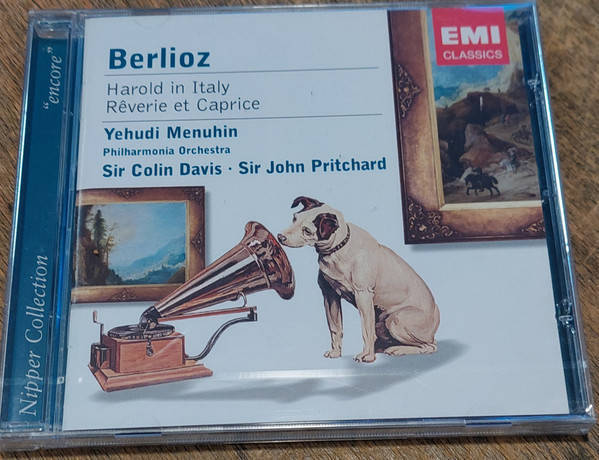 Berlioz
Harold in Italy
Rêverie et Caprice
Yehudi Menuhin
Philharmonia Orchestra
Sir Colin Davis · Sir John Pritchard
EMI
CLASSICS
"encore"
Nipper Collection